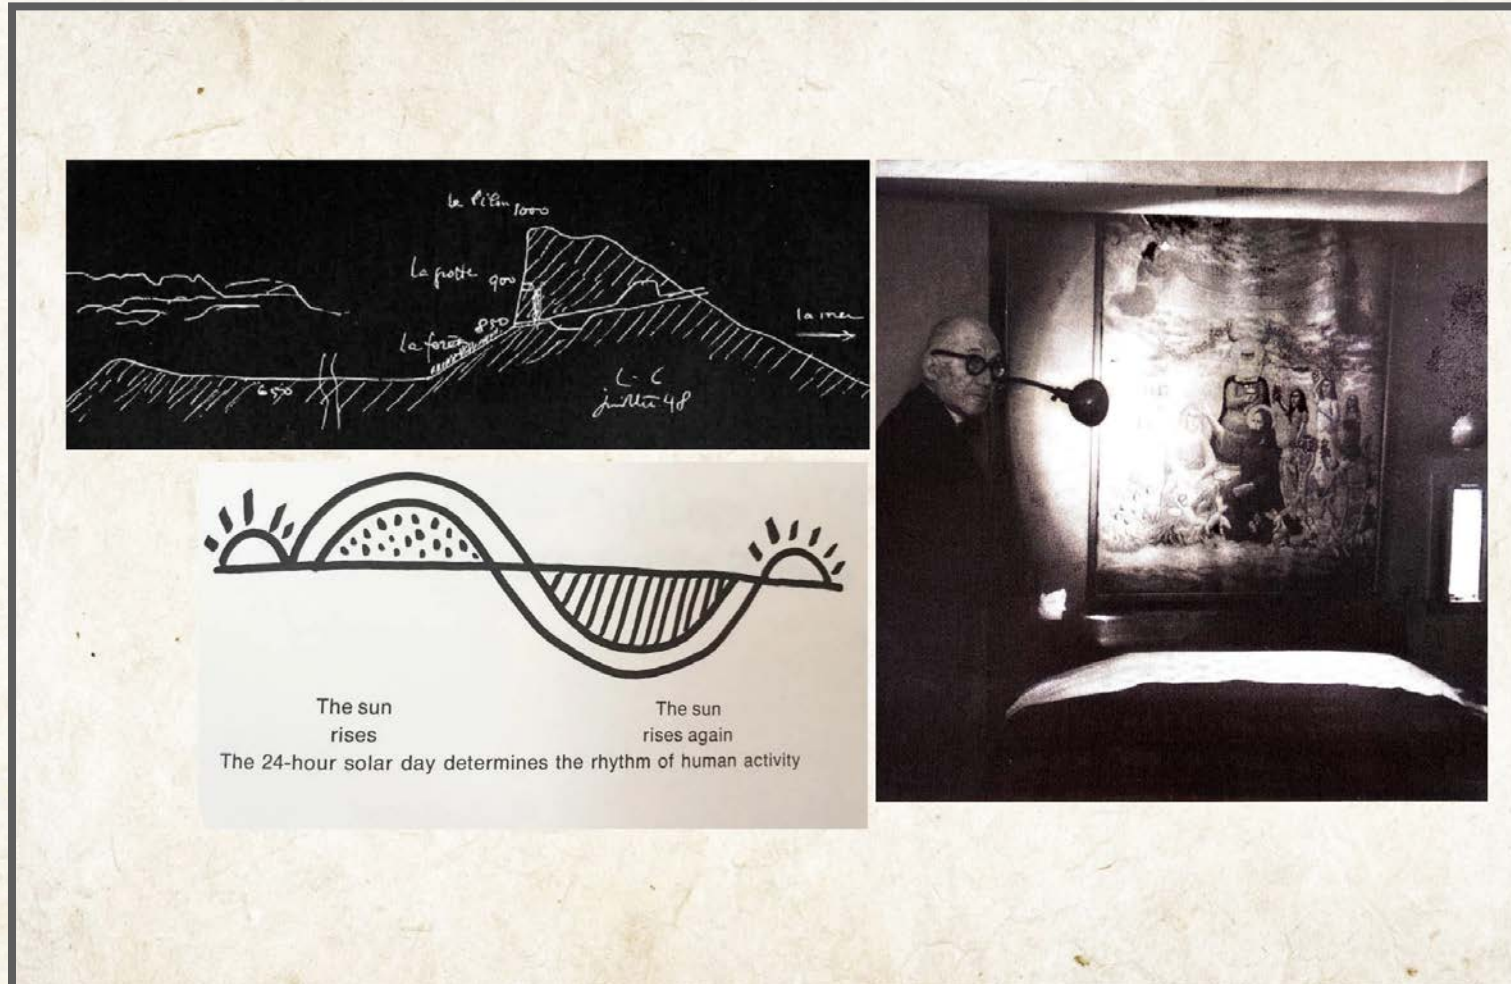 le Pilon 1000
la grotte 900
850
la forêt
la mer
650
L-C
juillet 48
The sun
rises
The sun
rises again
The 24-hour solar day determines the rhythm of human activity